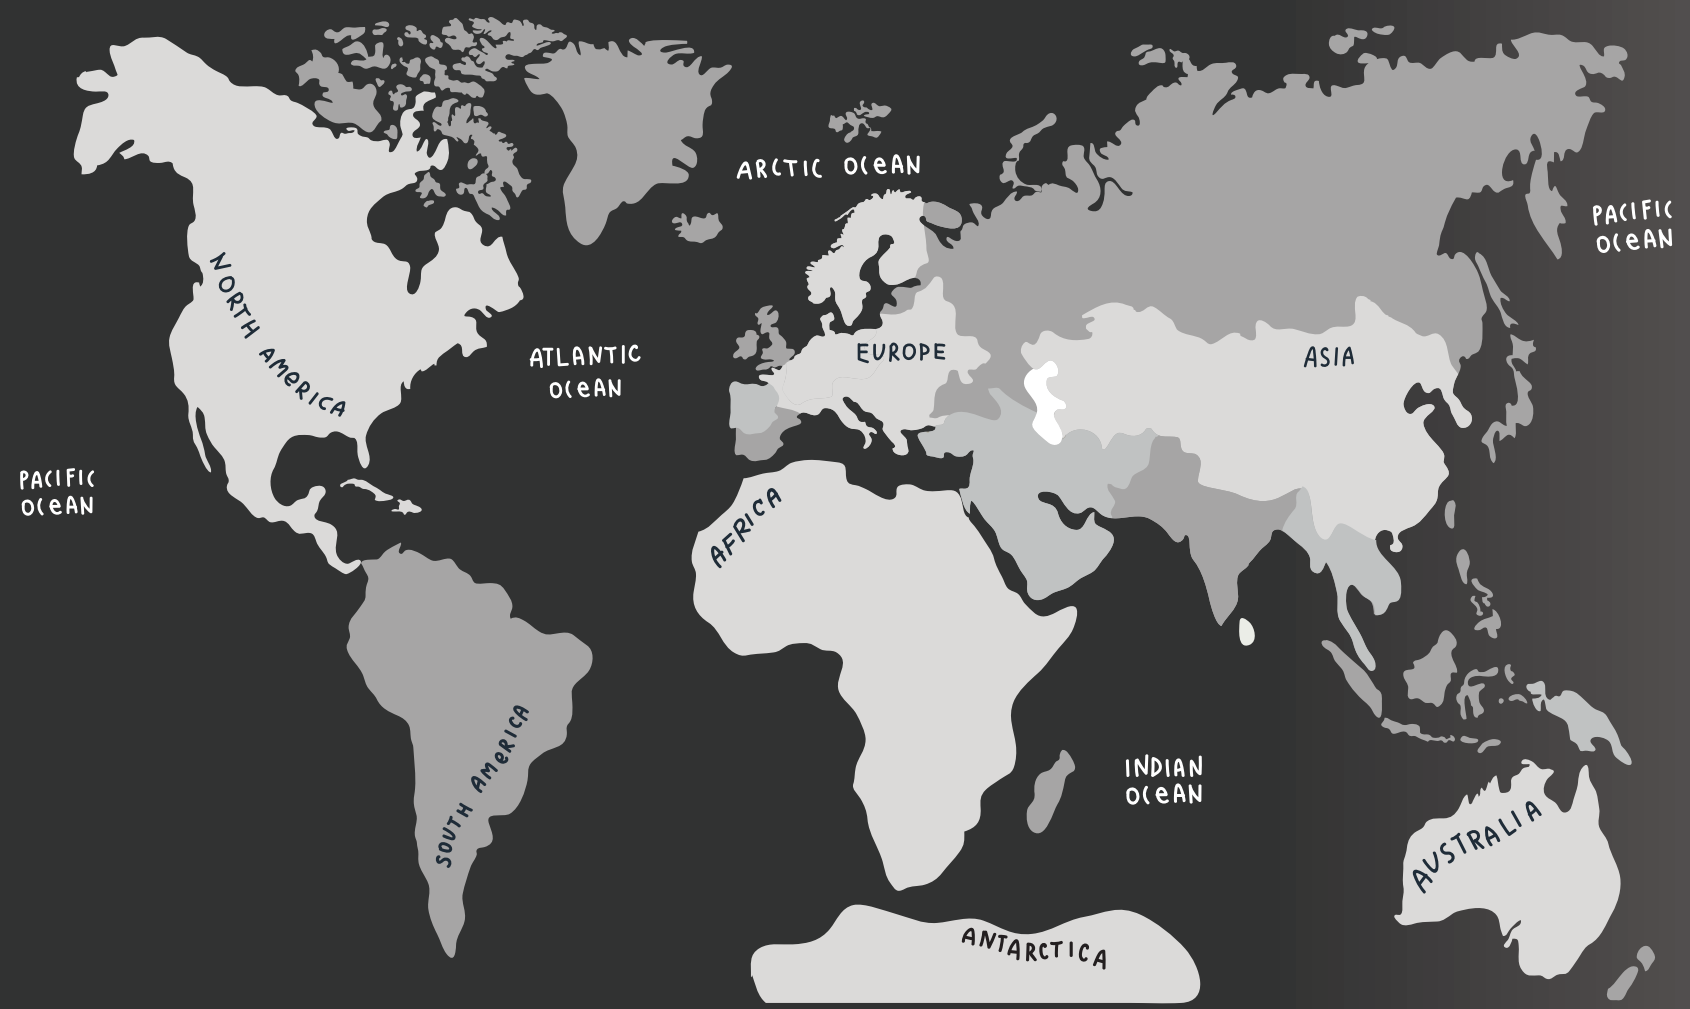 ARCTIC OCEAN
PACIFIC
OCEAN
NORTH AMERICA
ATLANTIC
OCEAN
EUROPE
ASIA
PACIFIC
OCEAN
AFRICA
SOUTH AMERICA
INDIAN
OCEAN
AUSTRALIA
ANTARCTICA